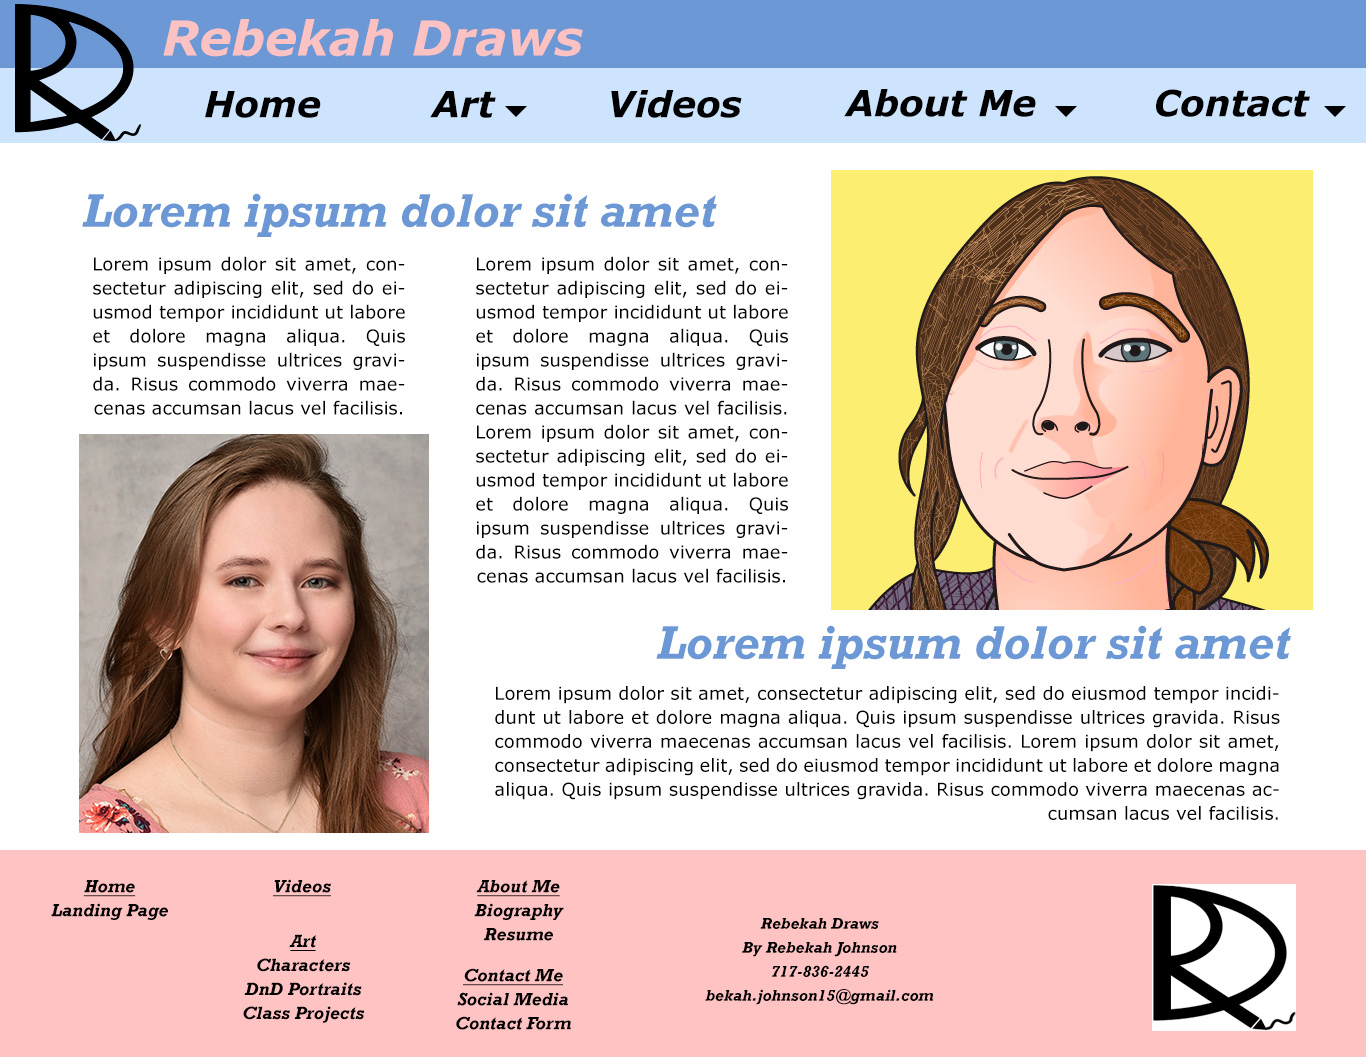 Rebekah Draws
Home Art Videos About Me Contact
Lorem ipsum dolor sit amet
Lorem ipsum dolor sit amet, con-
sectetur adipiscing elit, sed do ei-
usmod tempor incididunt ut labore
et dolore magna aliqua. Quis
ipsum suspendisse ultrices gravi-
da. Risus commodo viverra mae-
cenas accumsan lacus vel facilisis.
Lorem ipsum dolor sit amet, con-
sectetur adipiscing elit, sed do ei-
usmod tempor incididunt ut labore
et dolore magna aliqua. Quis
ipsum suspendisse ultrices gravi-
da. Risus commodo viverra mae-
cenas accumsan lacus vel facilisis.
Lorem ipsum dolor sit amet, con-
sectetur adipiscing elit, sed do ei-
usmod tempor incididunt ut labore
et dolore magna aliqua. Quis
ipsum suspendisse ultrices gravi-
da. Risus commodo viverra mae-
cenas accumsan lacus vel facilisis.
Lorem ipsum dolor sit amet
Lorem ipsum dolor sit amet, consectetur adipiscing elit, sed do eiusmod tempor incidi-
dunt ut labore et dolore magna aliqua. Quis ipsum suspendisse ultrices gravida. Risus
commodo viverra maecenas accumsan lacus vel facilisis. Lorem ipsum dolor sit amet,
consectetur adipiscing elit, sed do eiusmod tempor incididunt ut labore et dolore magna
aliqua. Quis ipsum suspendisse ultrices gravida. Risus commodo viverra maecenas ac-
cumsan lacus vel facilisis.
Home
Landing Page
Videos
Art
Characters
DnD Portraits
Class Projects
About Me
Biography
Resume
Contact Me
Social Media
Contact Form
Rebekah Draws
By Rebekah Johnson
717-836-2445
bekah.johnson15@gmail.com